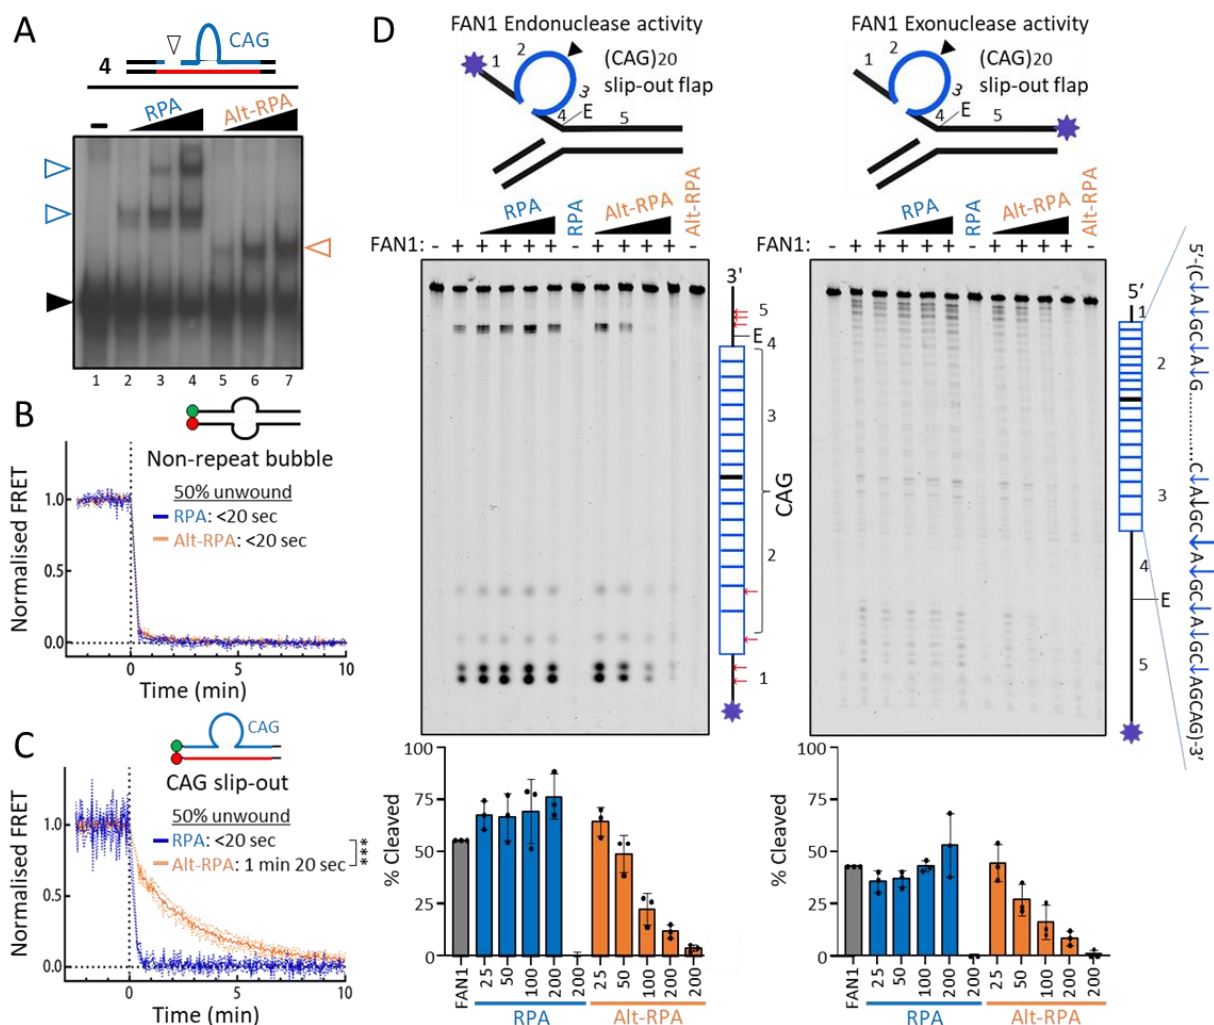 A
CAG
4
RPA
Alt-RPA
-
1 2 3 4 5 6 7
B
Non-repeat bubble
50% unwound
RPA: <20 sec
Alt-RPA: <20 sec
Normalised FRET
1.0
0.5
0.0
0 5 10
Time (min)
C
CAG
CAG slip-out
50% unwound
RPA: <20 sec
Alt-RPA: 1 min 20 sec
***
Normalised FRET
1.0
0.5
0.0
0 5 10
Time (min)
D
FAN1 Endonuclease activity
1 2 3 4 E 5
(CAG)20
slip-out flap
RPA
RPA
Alt-RPA
Alt-RPA
FAN1: - + + + + + - + + + + -
3'
5
E
4
3
CAG
2
1
% Cleaved
100
75
50
25
0
FAN1 25 50 100 200 200 25 50 100 200 200
RPA
Alt-RPA
FAN1 Exonuclease activity
1 2 3 4 E 5
(CAG)20
slip-out flap
RPA
RPA
Alt-RPA
Alt-RPA
FAN1: - + + + + + - + + + + -
5'
1
2
3
4
E
5
5'-(C↓A↓GC↓A↓G........C↓A↓GC↓A↓GC↓A↓GC↓AGCAG)-3'
% Cleaved
100
75
50
25
0
FAN1 25 50 100 200 200 25 50 100 200 200
RPA
Alt-RPA